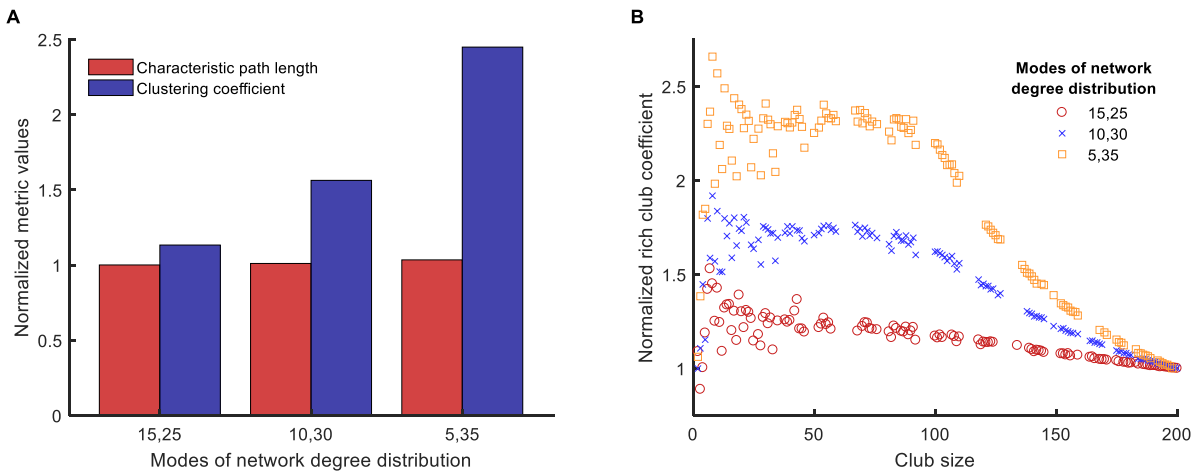 A
Normalized metric values
2.5
2
1.5
1
0.5
0
Characteristic path length
Clustering coefficient
15,25
10,30
5,35
Modes of network degree distribution
B
Normalized rich club coefficient
2.5
2
1.5
1
Modes of network
degree distribution
15,25
10,30
5,35
0
50
100
150
200
Club size